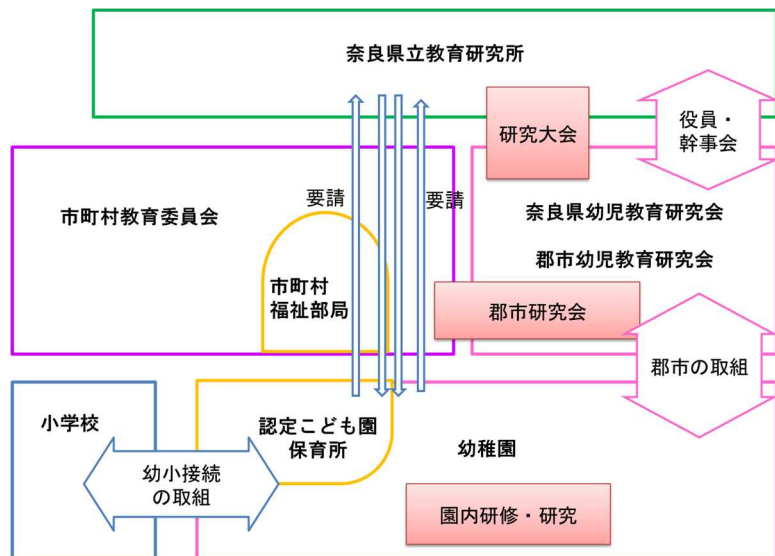 奈良県立教育研究所
研究大会
役員・
幹事会
市町村教育委員会
要請
要請
奈良県幼児教育研究会
郡市幼児教育研究会
市町村
福祉部局
郡市研究会
郡市の取組
小学校
認定こども園
保育所
幼稚園
幼小接続
の取組
園内研修・研究